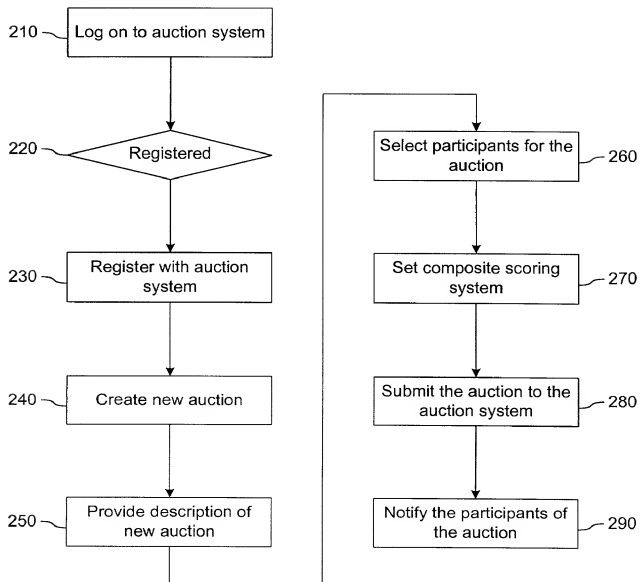 210
Log on to auction system
220
Registered
230
Register with auction
system
240
Create new auction
250
Provide description of
new auction
Select participants for the
auction
260
Set composite scoring
system
270
Submit the auction to the
auction system
280
Notify the participants of
the auction
290